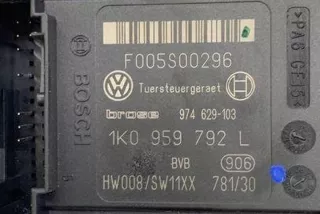 F005S00296
Tuersteuergeraet
brose 974 629-103
1K0 959 792 L
BVB 906
HW008/SW11XX 781/30
BOSCH
>PA6 GF15<